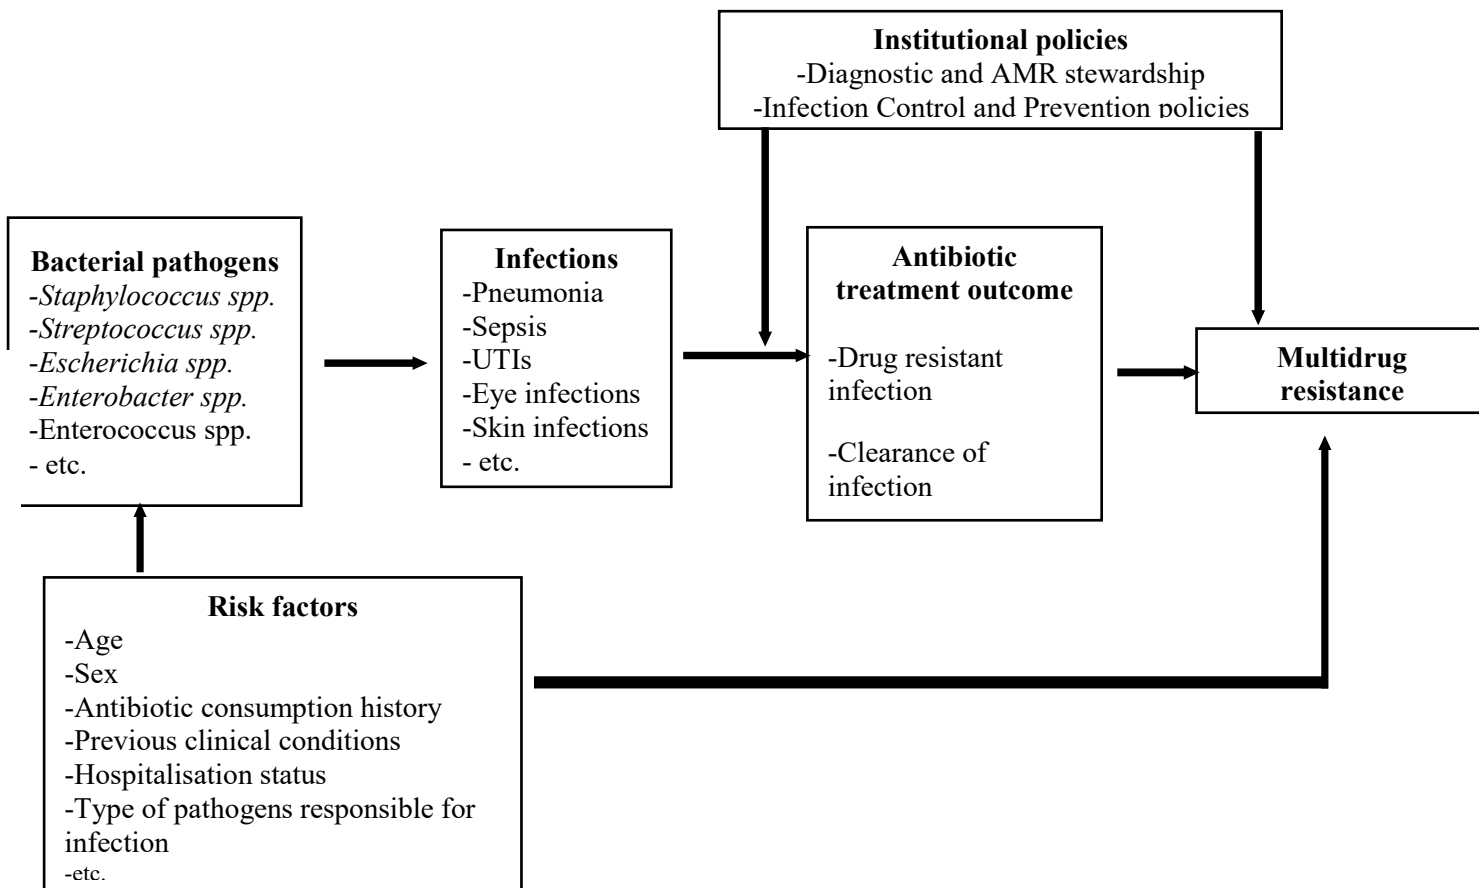 Institutional policies
-Diagnostic and AMR stewardship
-Infection Control and Prevention policies
Bacterial pathogens
-Staphylococcus spp.
-Streptococcus spp.
-Escherichia spp.
-Enterobacter spp.
-Enterococcus spp.
- etc.
Infections
-Pneumonia
-Sepsis
-UTIs
-Eye infections
-Skin infections
- etc.
Antibiotic
treatment outcome
-Drug resistant
infection
-Clearance of
infection
Multidrug
resistance
Risk factors
-Age
-Sex
-Antibiotic consumption history
-Previous clinical conditions
-Hospitalisation status
-Type of pathogens responsible for
infection
-etc.